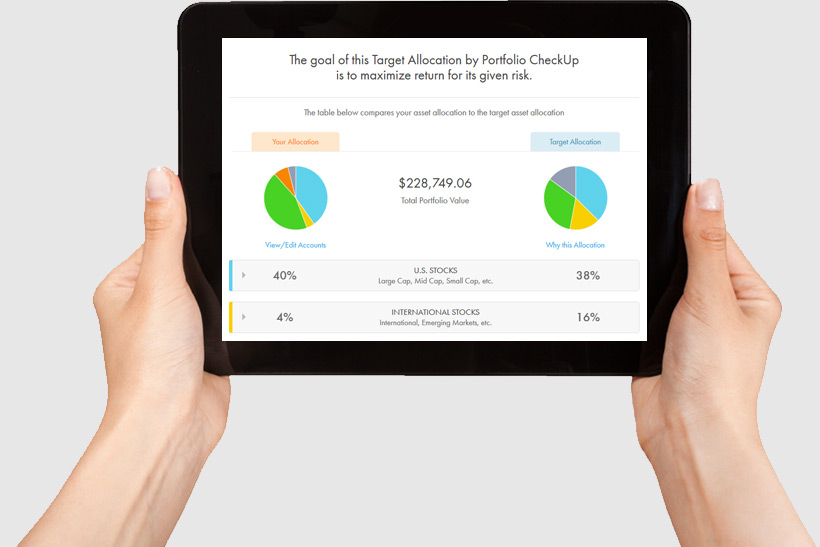 The goal of this Target Allocation by Portfolio CheckUp
is to maximize return for its given risk.
The table below compares your asset allocation to the target asset allocation
Your Allocation
Target Allocation
$228,749.06
Total Portfolio Value
View/Edit Accounts
Why this Allocation
40%
U.S. STOCKS
Large Cap, Mid Cap, Small Cap, etc.
38%
4%
INTERNATIONAL STOCKS
International, Emerging Markets, etc.
16%